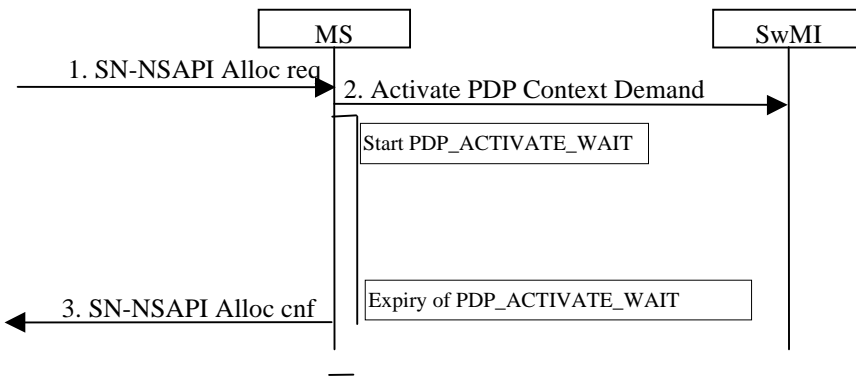 MS
SwMI
1. SN-NSAPI Alloc req
2. Activate PDP Context Demand
Start PDP_ACTIVATE_WAIT
Expiry of PDP_ACTIVATE_WAIT
3. SN-NSAPI Alloc cnf